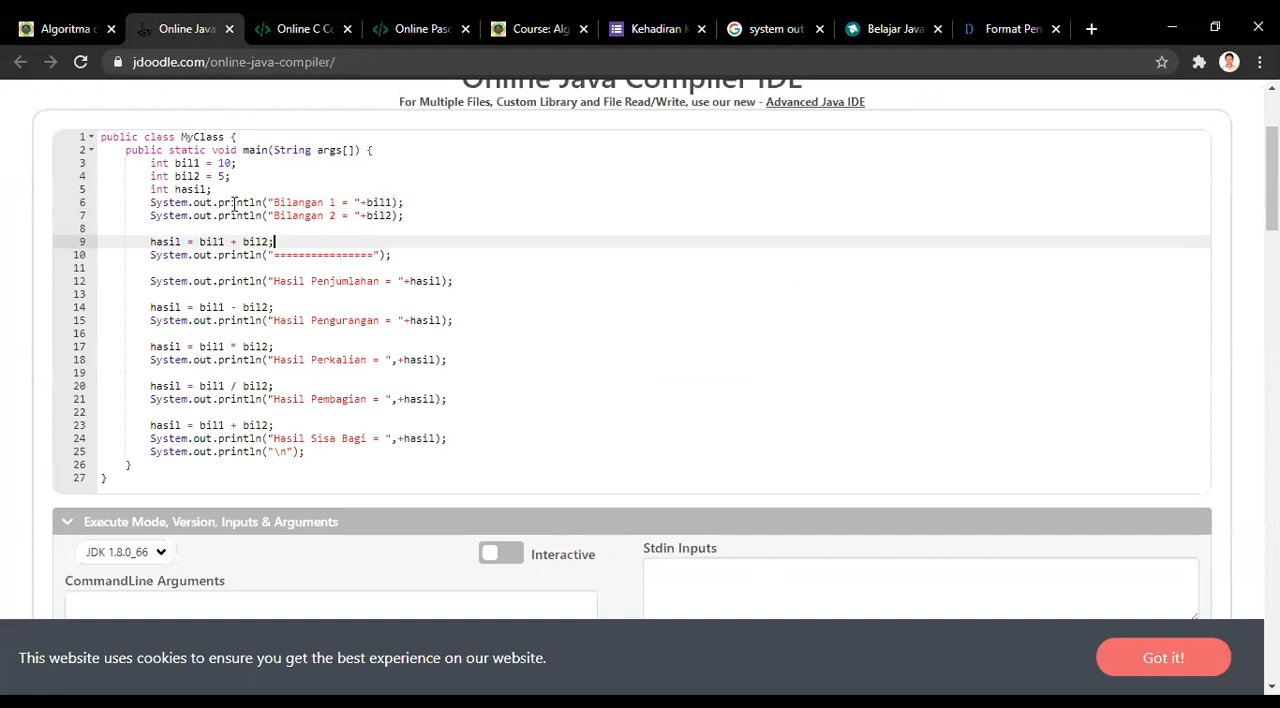 Algoritma c
Online Java
Online C Co
Online Pasc
Course: Alg
Kehadiran M
system out
Belajar Java
Format Pen
jdoodle.com/online-java-compiler/
Online Java Compiler IDE
For Multiple Files, Custom Library and File Read/Write, use our new - Advanced Java IDE
1 public class MyClass {
2 public static void main(String args[]) {
3 int bil1 = 10;
4 int bil2 = 5;
5 int hasil;
6 System.out.println("Bilangan 1 = "+bil1);
7 System.out.println("Bilangan 2 = "+bil2);
8
9 hasil = bil1 + bil2;
10 System.out.println("================");
11
12 System.out.println("Hasil Penjumlahan = "+hasil);
13
14 hasil = bil1 - bil2;
15 System.out.println("Hasil Pengurangan = "+hasil);
16
17 hasil = bil1 * bil2;
18 System.out.println("Hasil Perkalian = ",+hasil);
19
20 hasil = bil1 / bil2;
21 System.out.println("Hasil Pembagian = ",+hasil);
22
23 hasil = bil1 + bil2;
24 System.out.println("Hasil Sisa Bagi = ",+hasil);
25 System.out.println("\n");
26 }
27 }
Execute Mode, Version, Inputs & Arguments
JDK 1.8.0_66
Interactive
Stdin Inputs
CommandLine Arguments
This website uses cookies to ensure you get the best experience on our website.
Got it!